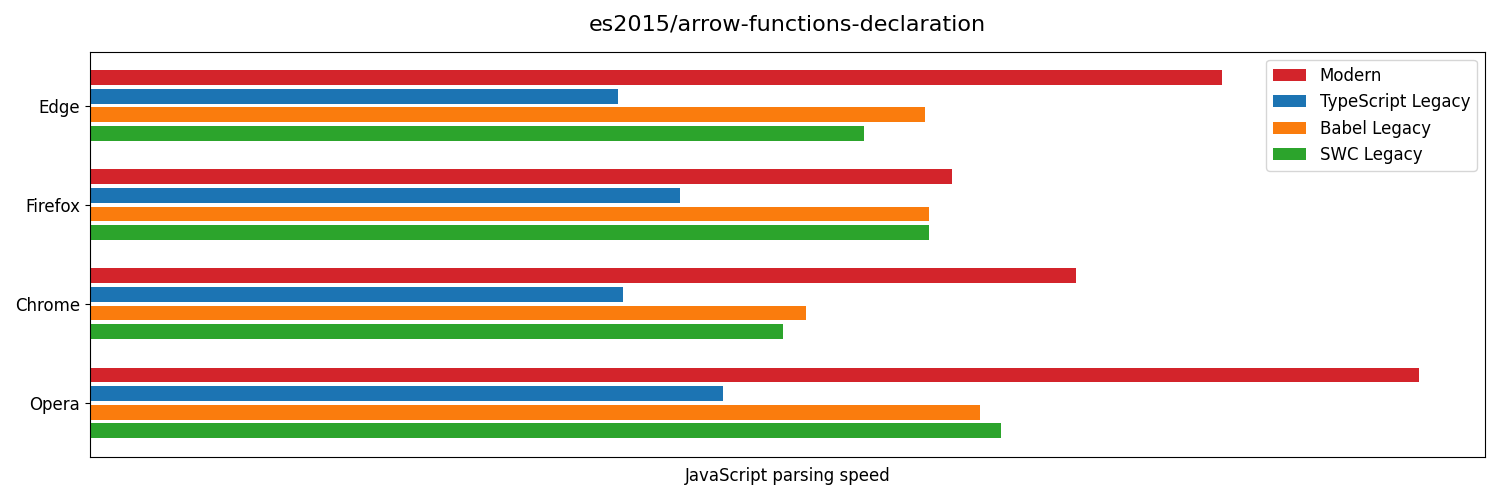 es2015/arrow-functions-declaration
Modern
TypeScript Legacy
Babel Legacy
SWC Legacy
Edge
Firefox
Chrome
Opera
JavaScript parsing speed